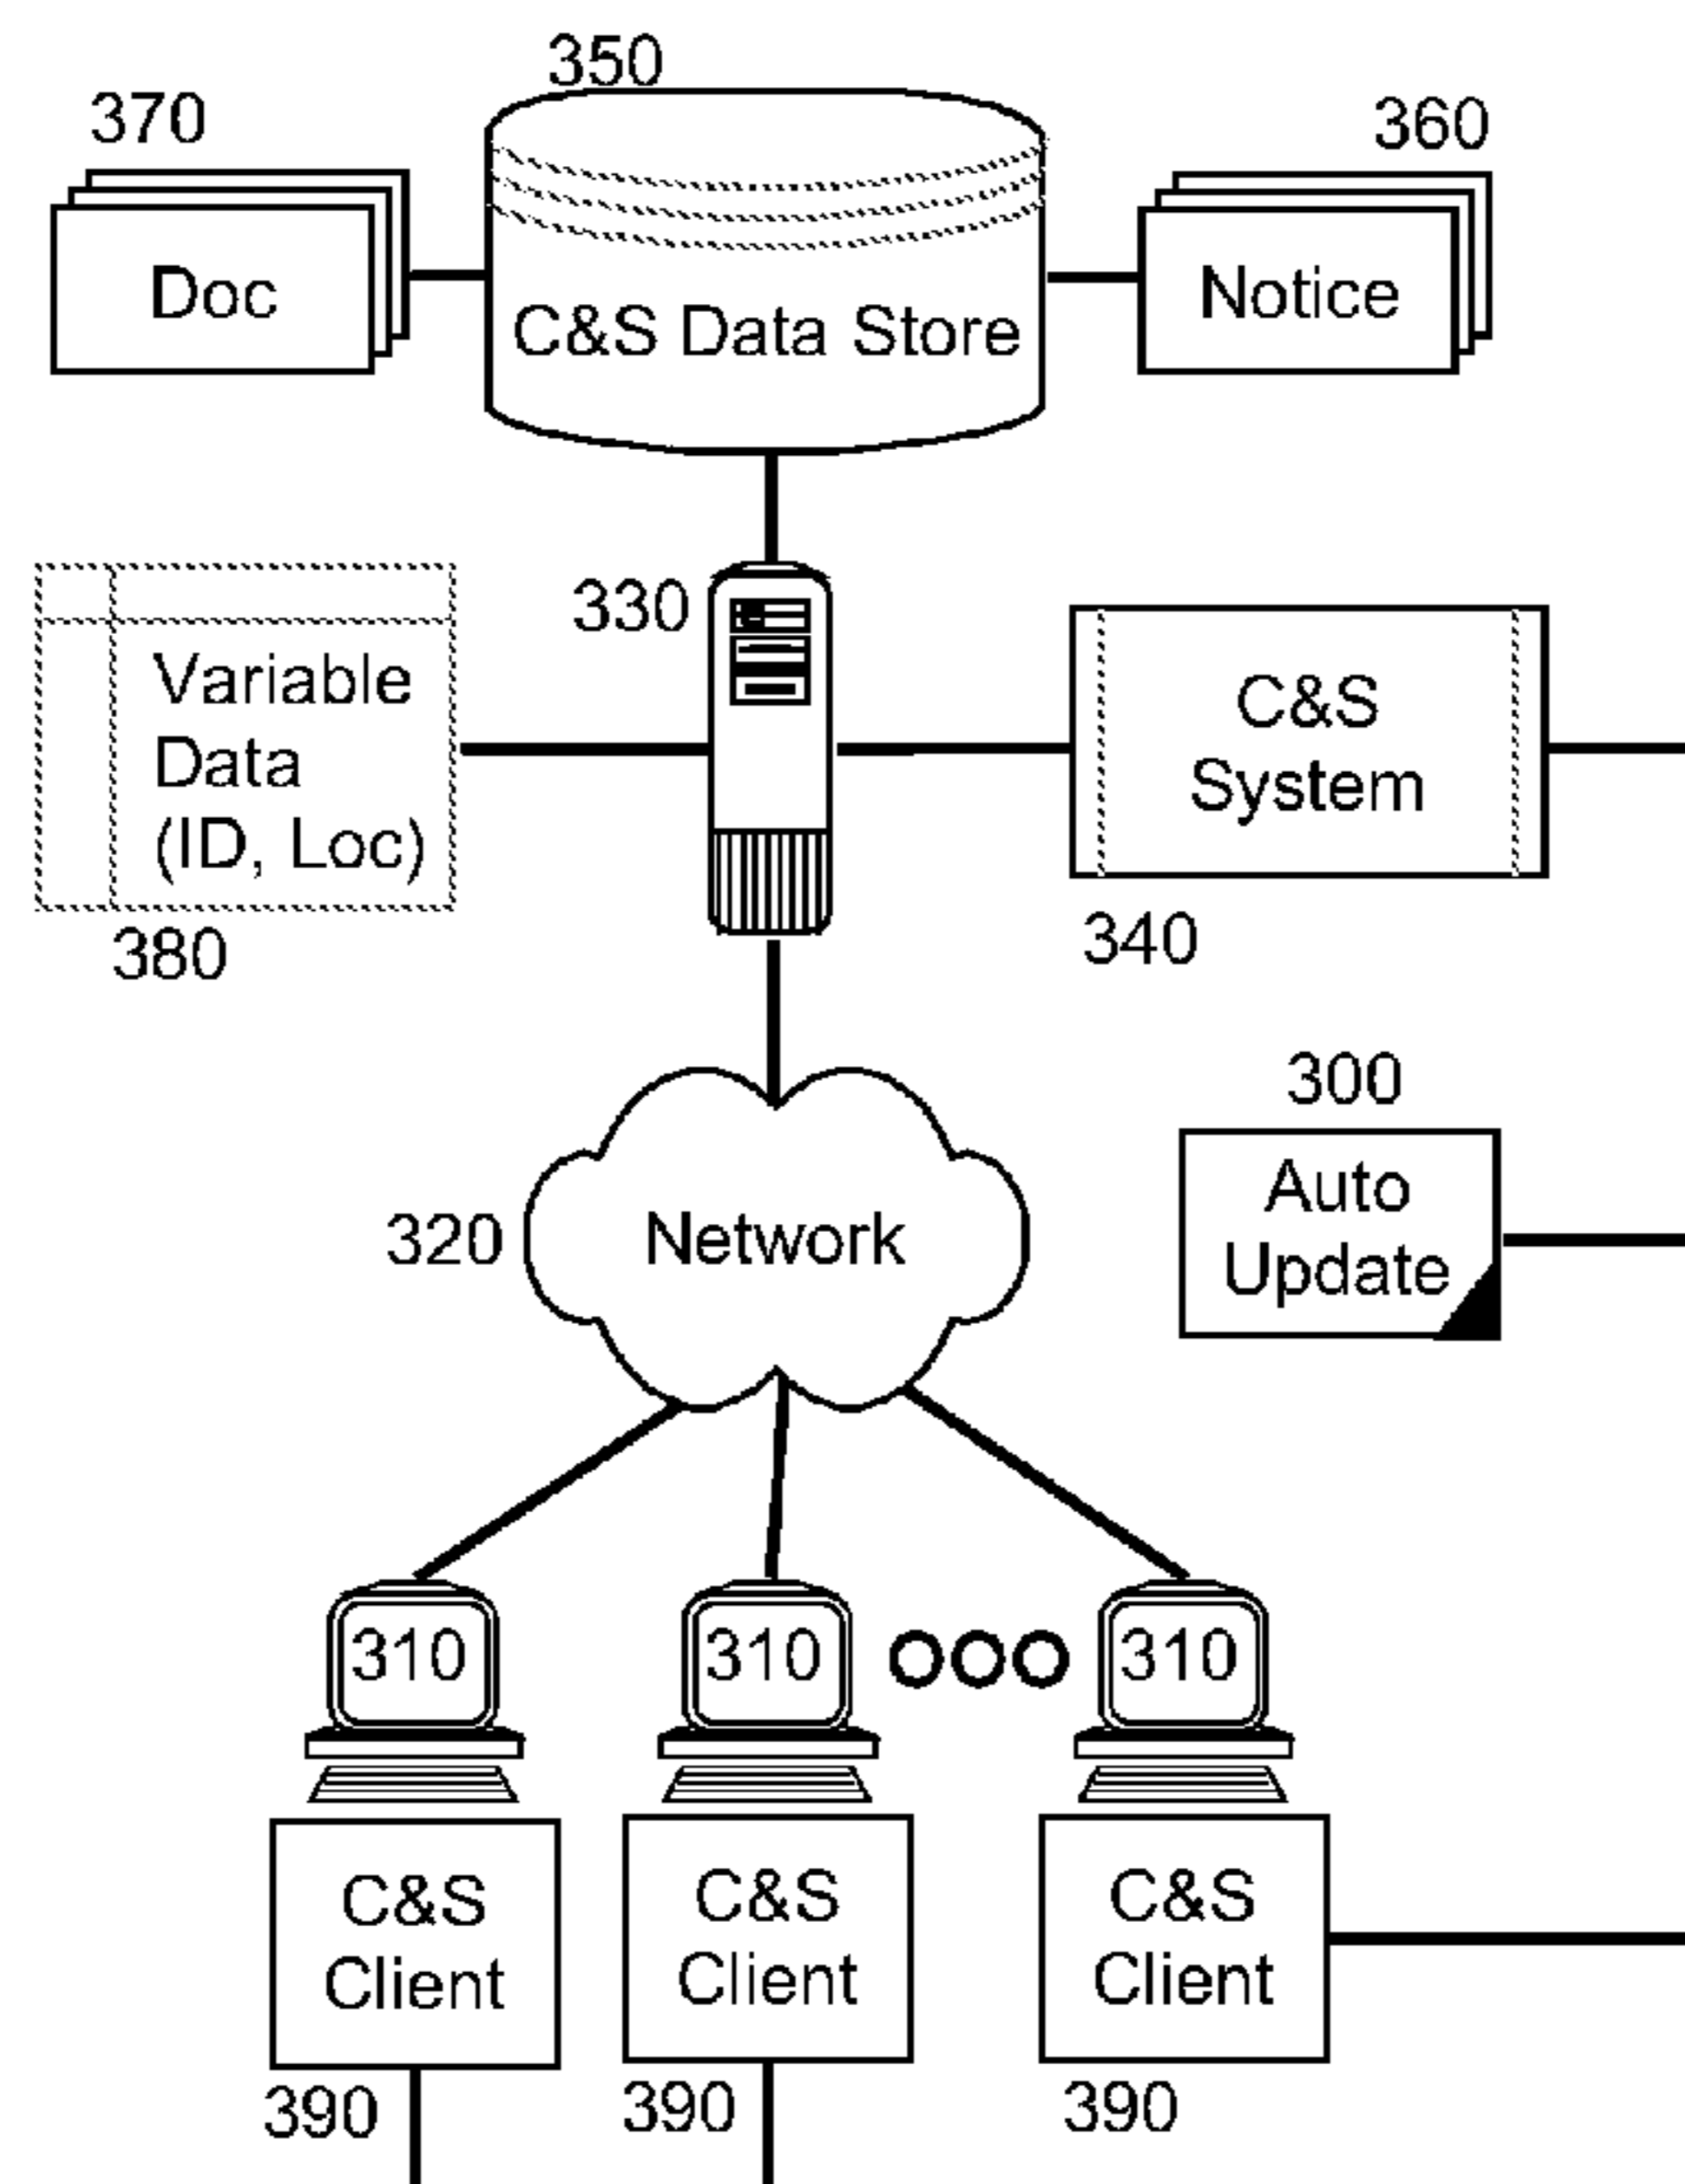 350
370
360
Doc
C&S Data Store
Notice
330
Variable
Data
(ID, Loc)
380
C&S
System
340
300
Auto
Update
320
Network
310
310
310
C&S
Client
C&S
Client
C&S
Client
390
390
390